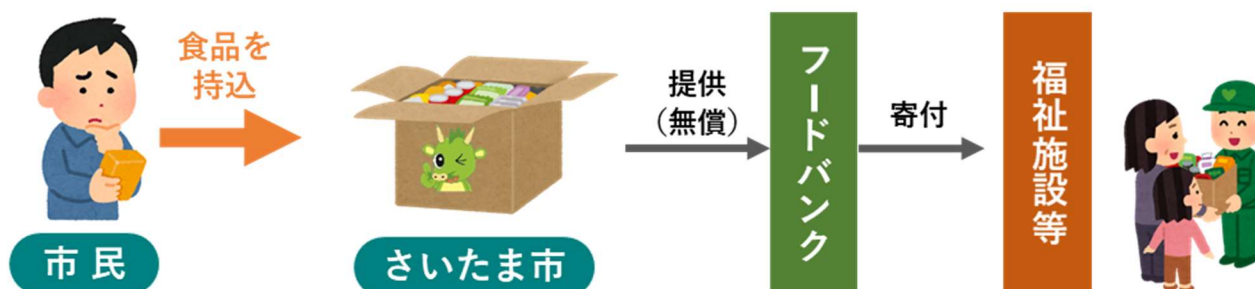 食品を
持込
市民
さいたま市
提供
（無償）
フードバンク
寄付
福祉施設等